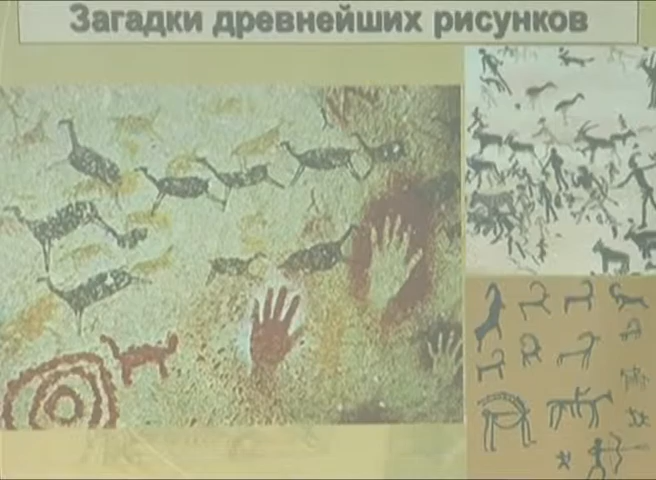 Загадки древнейших рисунков